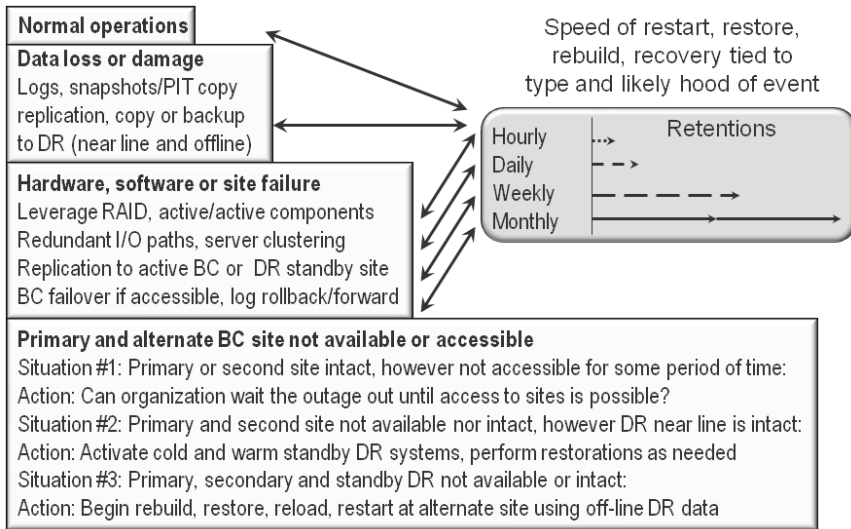 Normal operations
Data loss or damage
Logs, snapshots/PIT copy
replication, copy or backup
to DR (near line and offline)
Hardware, software or site failure
Leverage RAID, active/active components
Redundant I/O paths, server clustering
Replication to active BC or DR standby site
BC failover if accessible, log rollback/forward
Primary and alternate BC site not available or accessible
Situation #1: Primary or second site intact, however not accessible for some period of time:
Action: Can organization wait the outage out until access to sites is possible?
Situation #2: Primary and second site not available nor intact, however DR near line is intact:
Action: Activate cold and warm standby DR systems, perform restorations as needed
Situation #3: Primary, secondary and standby DR not available or intact:
Action: Begin rebuild, restore, reload, restart at alternate site using off-line DR data
Speed of restart, restore,
rebuild, recovery tied to
type and likely hood of event
Retentions
Hourly
Daily
Weekly
Monthly